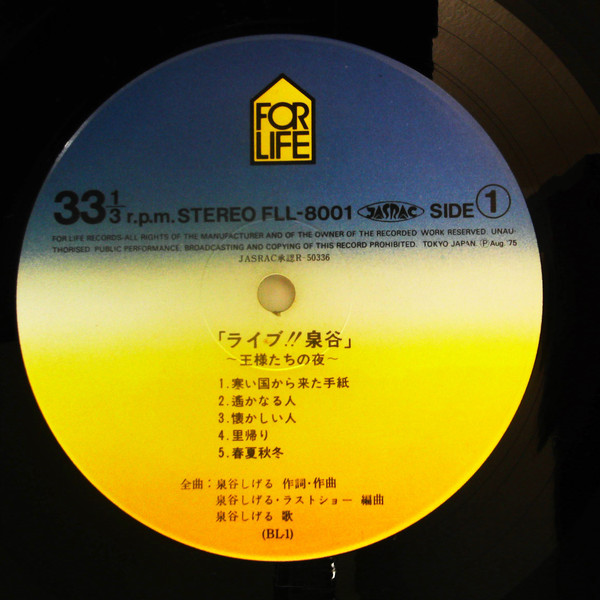 FOR
LIFE
33 1/3 r.p.m. STEREO FLL-8001 JASRAC SIDE 1
FOR LIFE RECORDS-ALL RIGHTS OF THE MANUFACTURER AND OF THE OWNER OF THE RECORDED WORK RESERVED. UNAU-
THORISED. PUBLIC PERFORMANCE. BROADCASTING AND COPYING OF THIS RECORD PROHIBITED. TOKYO JAPAN. Ⓟ Aug. '75
JASRAC承認R-50336
「ライブ!!泉谷」
~王様たちの夜~
1.寒い国から来た手紙
2.遙かなる人
3.懐かしい人
4.里帰り
5.春夏秋冬
全曲:泉谷しげる 作詞・作曲
泉谷しげる・ラストショー 編曲
泉谷しげる 歌
(BL-1)